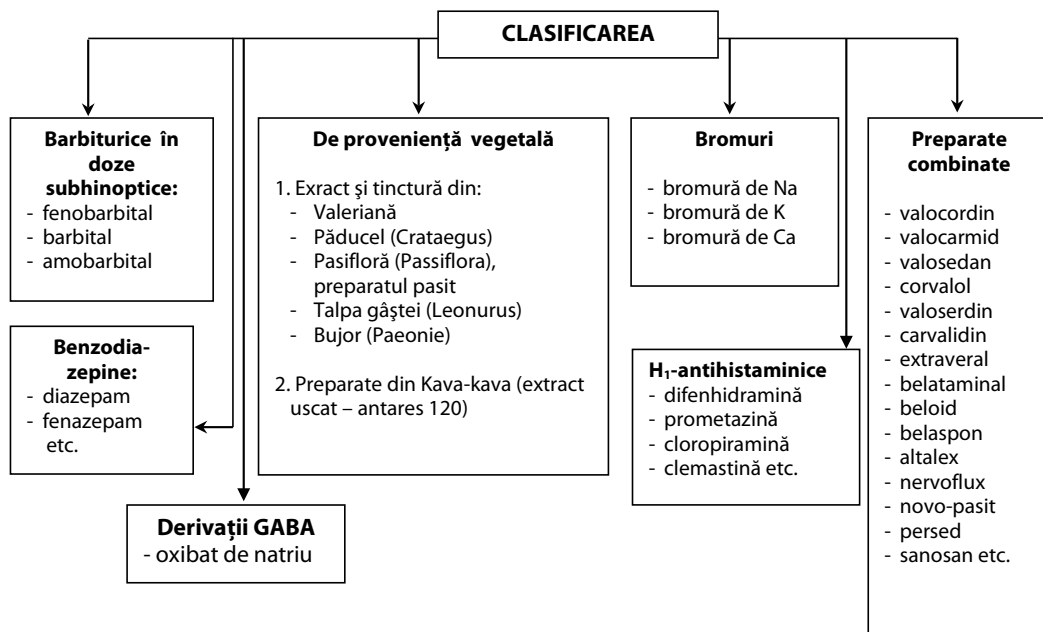 CLASIFICAREA
Barbiturice în
doze
subhinoptice:
- fenobarbital
- barbital
- amobarbital
Benzodia-
zepine:
- diazepam
- fenazepam
etc.
Derivații GABA
- oxibat de natriu
De proveniență vegetală
1. Exract şi tinctură din:
- Valeriană
- Păducel (Crataegus)
- Pasifloră (Passiflora),
preparatul pasit
- Talpa gâştei (Leonurus)
- Bujor (Paeonie)
2. Preparate din Kava-kava (extract
uscat – antares 120)
Bromuri
- bromură de Na
- bromură de K
- bromură de Ca
H₁-antihistaminice
- difenhidramină
- prometazină
- cloropiramină
- clemastină etc.
Preparate
combinate
- valocordin
- valocarmid
- valosedan
- corvalol
- valoserdin
- carvalidin
- extraveral
- belataminal
- beloid
- belaspon
- altalex
- nervoflux
- novo-pasit
- persed
- sanosan etc.